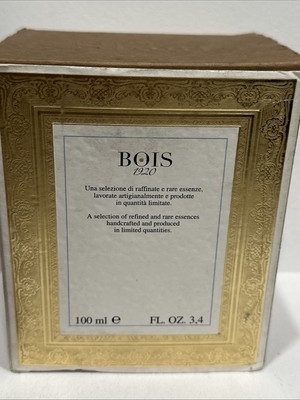 BOIS
1920
Una selezione di raffinate e rare essenze,
lavorate artigianalmente e prodotte
in quantità limitate.
A selection of refined and rare essences
handcrafted and produced
in limited quantities.
100 ml ℮ FL. OZ. 3,4